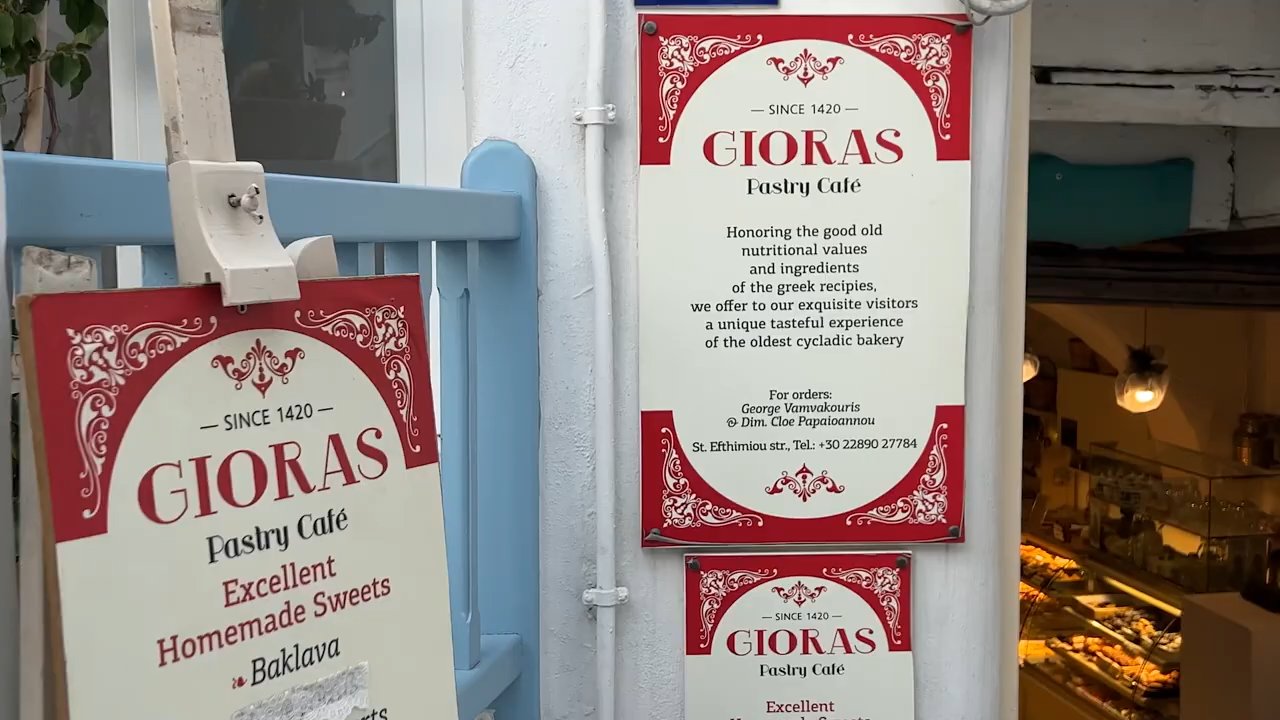 — SINCE 1420 —
GIORAS
Pastry Café
Excellent
Homemade Sweets
Baklava
— SINCE 1420 —
GIORAS
Pastry Café
Honoring the good old
nutritional values
and ingredients
of the greek recipies,
we offer to our exquisite visitors
a unique tasteful experience
of the oldest cycladic bakery
For orders:
George Vamvakouris
& Dim. Cloe Papaioannou
St. Efthimiou str., Tel.: +30 22890 27784
— SINCE 1420 —
GIORAS
Pastry Café
Excellent
Homemade Sweets